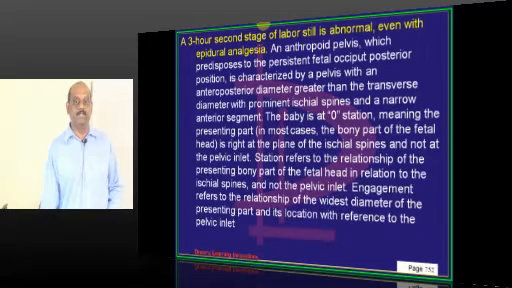 A 3-hour second stage of labor still is abnormal, even with
epidural analgesia. An anthropoid pelvis, which
predisposes to the persistent fetal occiput posterior
position, is characterized by a pelvis with an
anteroposterior diameter greater than the transverse
diameter with prominent ischial spines and a narrow
anterior segment. The baby is at "0" station, meaning the
presenting part (in most cases, the bony part of the fetal
head) is right at the plane of the ischial spines and not at
the pelvic inlet. Station refers to the relationship of the
presenting bony part of the fetal head in relation to the
ischial spines, and not the pelvic inlet. Engagement
refers to the relationship of the widest diameter of the
presenting part and its location with reference to the
pelvic inlet
Learning Innovations
Page